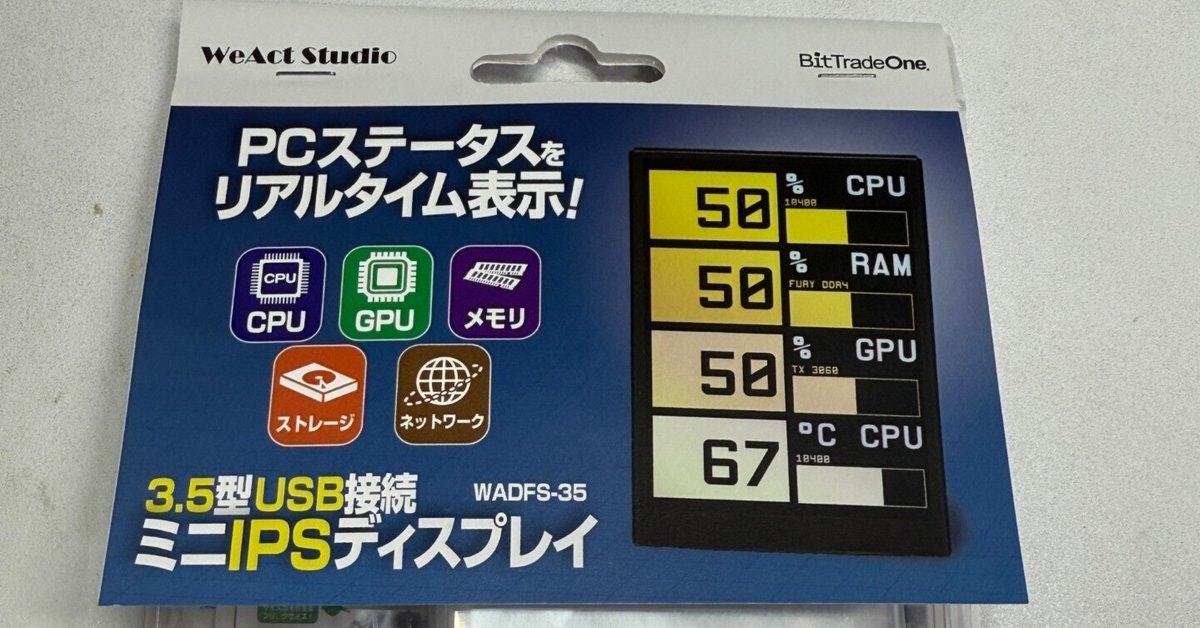 WeAct Studio
BitTradeOne.
PCステータスを
リアルタイム表示!
CPU
CPU
GPU
メモリ
ストレージ
ネットワーク
3.5型USB接続
WADFS-35
ミニIPSディスプレイ
50
% CPU
10400
50
% RAM
FURY DDR4
50
% GPU
TX 3060
67
°C CPU
10400